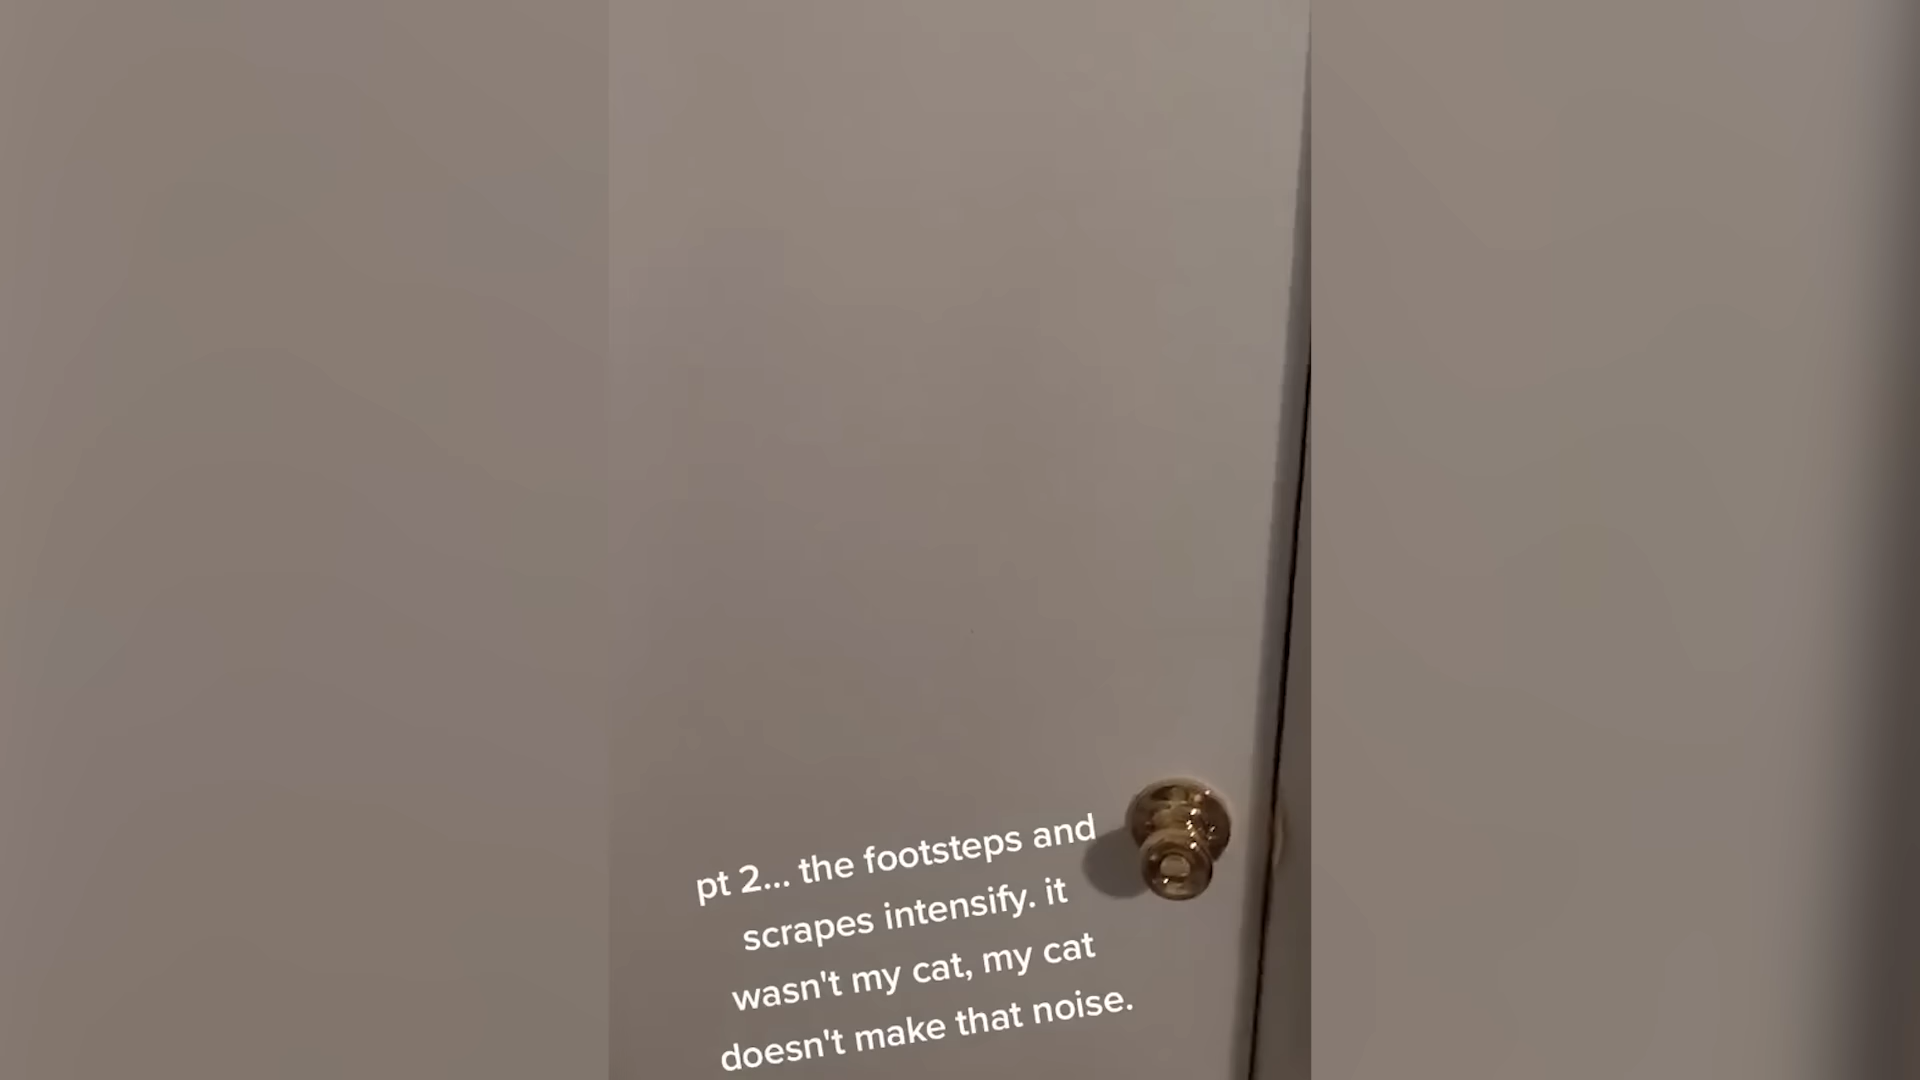 pt 2... the footsteps and
scrapes intensify. it
wasn't my cat, my cat
doesn't make that noise.